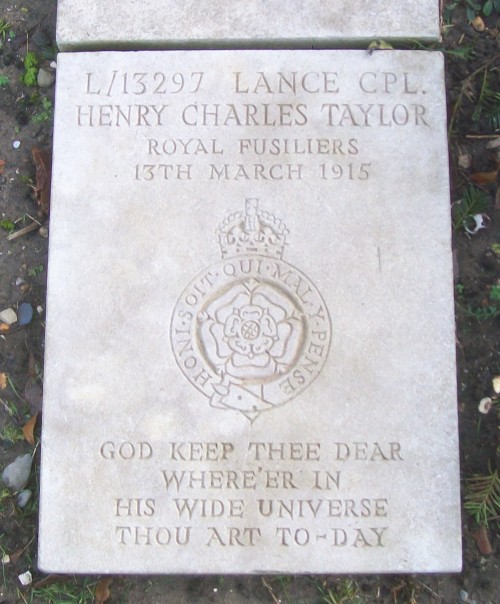 L/13297 LANCE CPL.
HENRY CHARLES TAYLOR
ROYAL FUSILIERS
13TH MARCH 1915
HONI·SOIT·QUI·MAL·Y·PENSE
GOD KEEP THEE DEAR
WHERE'ER IN
HIS WIDE UNIVERSE
THOU ART TO-DAY